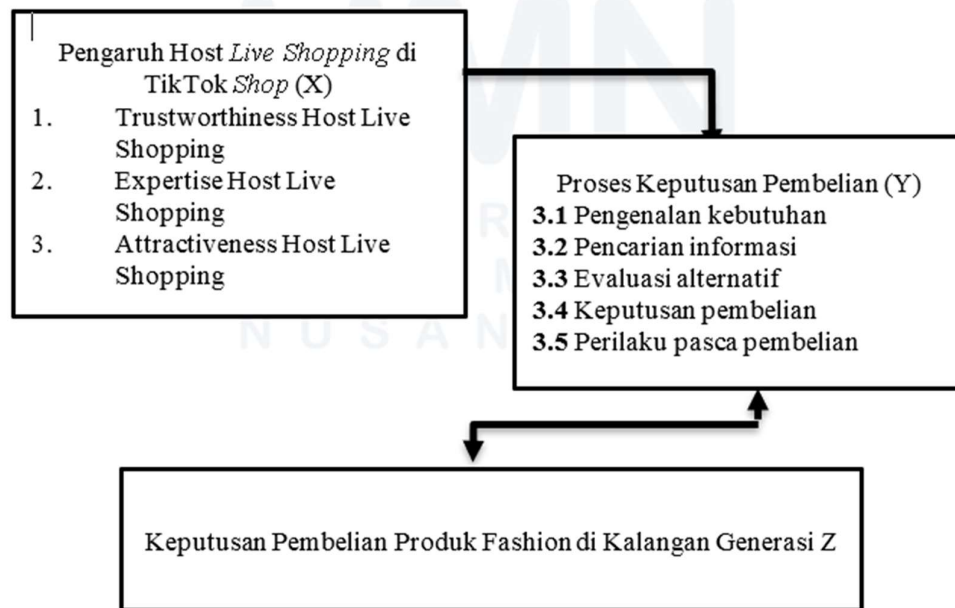 Pengaruh Host Live Shopping di
TikTok Shop (X)
1. Trustworthiness Host Live
Shopping
2. Expertise Host Live
Shopping
3. Attractiveness Host Live
Shopping
Proses Keputusan Pembelian (Y)
3.1 Pengenalan kebutuhan
3.2 Pencarian informasi
3.3 Evaluasi alternatif
3.4 Keputusan pembelian
3.5 Perilaku pasca pembelian
Keputusan Pembelian Produk Fashion di Kalangan Generasi Z